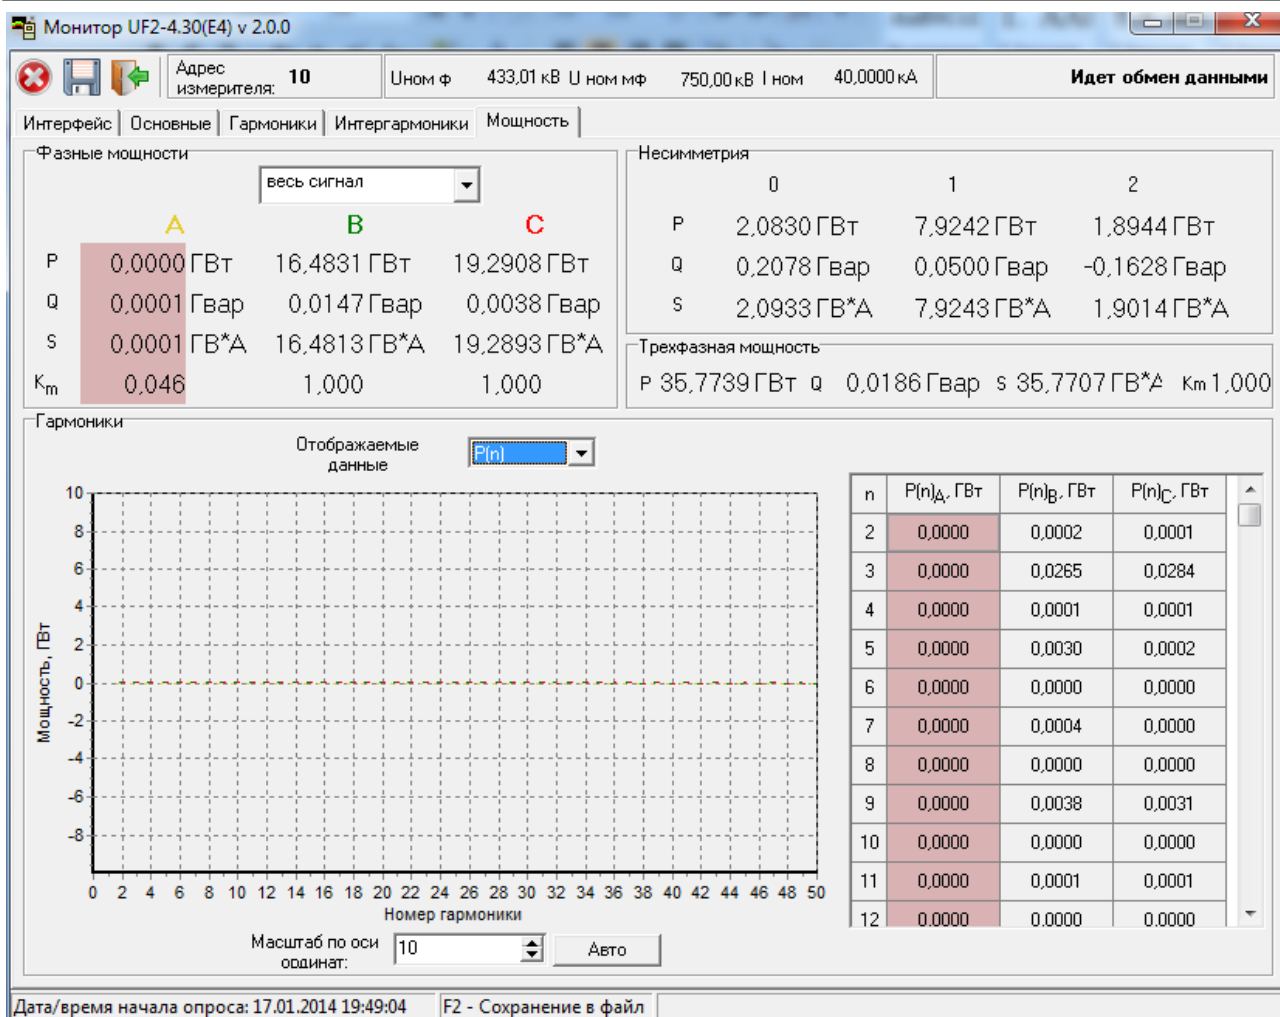 Монитор UF2-4.30(E4) v 2.0.0
Адрес измерителя: 10 Uном ф 433,01 кВ U ном мф 750,00 кВ I ном 40,0000 кА Идет обмен данными
Интерфейс Основные Гармоники Интергармоники Мощность
Фазные мощности
весь сигнал
A B C
P 0,0000 ГВт 16,4831 ГВт 19,2908 ГВт
Q 0,0001 Гвар 0,0147 Гвар 0,0038 Гвар
S 0,0001 ГВ*А 16,4813 ГВ*А 19,2893 ГВ*А
Km 0,046 1,000 1,000
Несимметрия
0 1 2
P 2,0830 ГВт 7,9242 ГВт 1,8944 ГВт
Q 0,2078 Гвар 0,0500 Гвар -0,1628 Гвар
S 2,0933 ГВ*А 7,9243 ГВ*А 1,9014 ГВ*А
Трехфазная мощность
P 35,7739 ГВт Q 0,0186 Гвар S 35,7707 ГВ*А Km 1,000
Гармоники
Отображаемые
данные
P(n)
10
8
6
4
2
0
-2
-4
-6
-8
Мощность, ГВт
0 2 4 6 8 10 12 14 16 18 20 22 24 26 28 30 32 34 36 38 40 42 44 46 48 50
Номер гармоники
Масштаб по оси
ординат:
10
Авто
n P(n)A, ГВт P(n)B, ГВт P(n)C, ГВт
2 0,0000 0,0002 0,0001
3 0,0000 0,0265 0,0284
4 0,0000 0,0001 0,0001
5 0,0000 0,0030 0,0002
6 0,0000 0,0000 0,0000
7 0,0000 0,0004 0,0000
8 0,0000 0,0000 0,0000
9 0,0000 0,0038 0,0031
10 0,0000 0,0000 0,0000
11 0,0000 0,0001 0,0001
12 0,0000 0,0000 0,0000
Дата/время начала опроса: 17.01.2014 19:49:04 F2 - Сохранение в файл